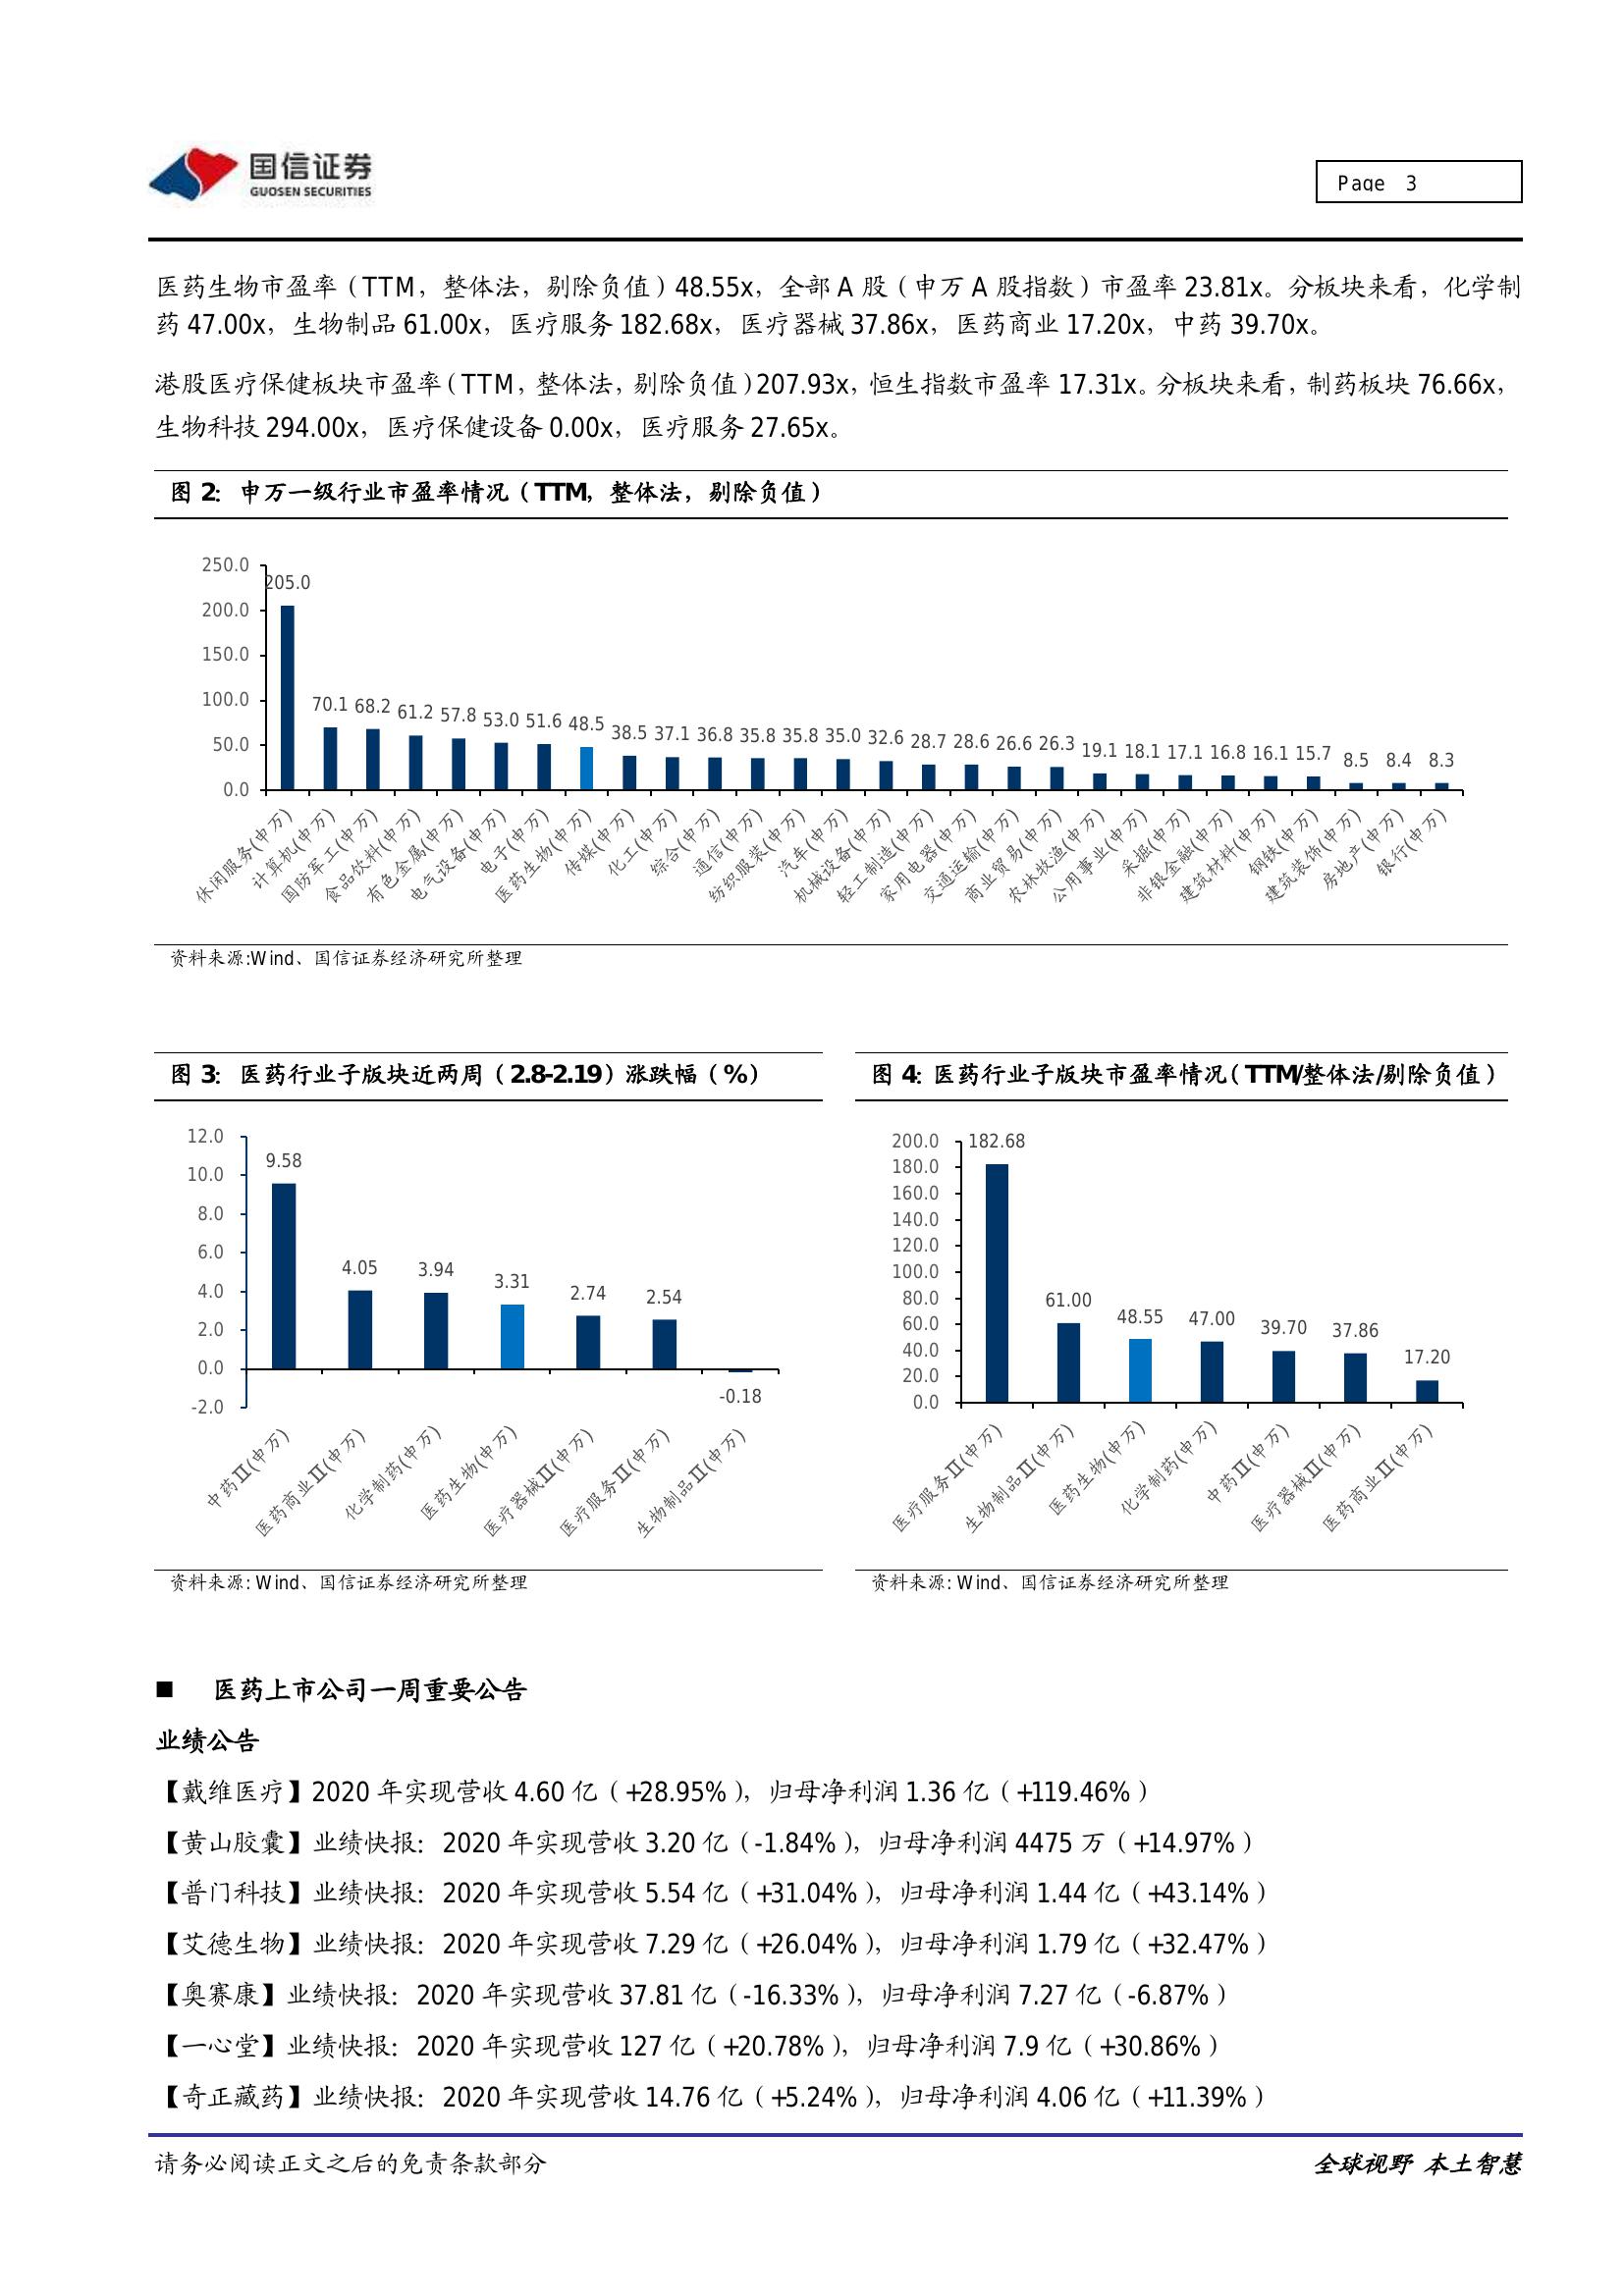 国信证券
GUOSEN SECURITIES
Page 3
医药生物市盈率（TTM，整体法，剔除负值）48.55x，全部 A 股（申万 A 股指数）市盈率 23.81x。分板块来看，化学制
药 47.00x，生物制品 61.00x，医疗服务 182.68x，医疗器械 37.86x，医药商业 17.20x，中药 39.70x。
港股医疗保健板块市盈率（TTM，整体法，剔除负值）207.93x，恒生指数市盈率 17.31x。分板块来看，制药板块 76.66x，
生物科技 294.00x，医疗保健设备 0.00x，医疗服务 27.65x。
图 2：申万一级行业市盈率情况（TTM，整体法，剔除负值）
250.0
200.0
150.0
100.0
50.0
0.0
205.0 70.1 68.2 61.2 57.8 53.0 51.6 48.5 38.5 37.1 36.8 35.8 35.8 35.0 32.6 28.7 28.6 26.6 26.3 19.1 18.1 17.1 16.8 16.1 15.7 8.5 8.4 8.3
休闲服务(申万)
计算机(申万)
国防军工(申万)
食品饮料(申万)
有色金属(申万)
电气设备(申万)
电子(申万)
医药生物(申万)
传媒(申万)
化工(申万)
综合(申万)
通信(申万)
纺织服装(申万)
汽车(申万)
机械设备(申万)
轻工制造(申万)
家用电器(申万)
交通运输(申万)
商业贸易(申万)
农林牧渔(申万)
公用事业(申万)
采掘(申万)
非银金融(申万)
建筑材料(申万)
钢铁(申万)
建筑装饰(申万)
房地产(申万)
银行(申万)
资料来源:Wind、国信证券经济研究所整理
图 3：医药行业子版块近两周（2.8-2.19）涨跌幅（%）
12.0
10.0
8.0
6.0
4.0
2.0
0.0
-2.0
9.58 4.05 3.94 3.31 2.74 2.54 -0.18
中药Ⅱ(申万)
医药商业Ⅱ(申万)
化学制药(申万)
医药生物(申万)
医疗器械Ⅱ(申万)
医疗服务Ⅱ(申万)
生物制品Ⅱ(申万)
资料来源: Wind、国信证券经济研究所整理
图 4：医药行业子版块市盈率情况（TTM/整体法/剔除负值）
200.0
180.0
160.0
140.0
120.0
100.0
80.0
60.0
40.0
20.0
0.0
182.68 61.00 48.55 47.00 39.70 37.86 17.20
医疗服务Ⅱ(申万)
生物制品Ⅱ(申万)
医药生物(申万)
化学制药(申万)
中药Ⅱ(申万)
医疗器械Ⅱ(申万)
医药商业Ⅱ(申万)
资料来源: Wind、国信证券经济研究所整理
■ 医药上市公司一周重要公告
业绩公告
【戴维医疗】2020 年实现营收 4.60 亿（+28.95%），归母净利润 1.36 亿（+119.46%）
【黄山胶囊】业绩快报：2020 年实现营收 3.20 亿（-1.84%），归母净利润 4475 万（+14.97%）
【普门科技】业绩快报：2020 年实现营收 5.54 亿（+31.04%），归母净利润 1.44 亿（+43.14%）
【艾德生物】业绩快报：2020 年实现营收 7.29 亿（+26.04%），归母净利润 1.79 亿（+32.47%）
【奥赛康】业绩快报：2020 年实现营收 37.81 亿（-16.33%），归母净利润 7.27 亿（-6.87%）
【一心堂】业绩快报：2020 年实现营收 127 亿（+20.78%），归母净利润 7.9 亿（+30.86%）
【奇正藏药】业绩快报：2020 年实现营收 14.76 亿（+5.24%），归母净利润 4.06 亿（+11.39%）
请务必阅读正文之后的免责条款部分
全球视野 本土智慧